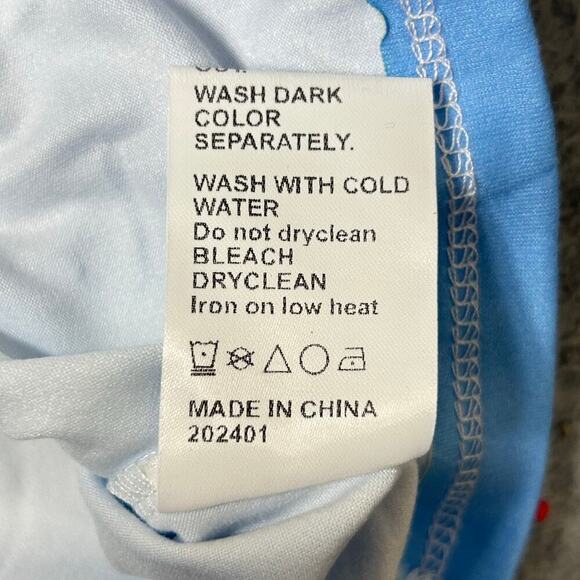 WASH DARK
COLOR
SEPARATELY.
WASH WITH COLD
WATER
Do not dryclean
BLEACH
DRYCLEAN
Iron on low heat
MADE IN CHINA
202401